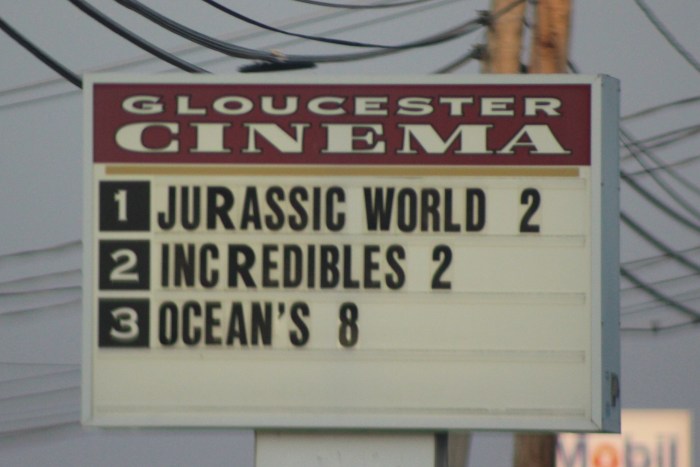 GLOUCESTER
CINEMA
1 JURASSIC WORLD 2
2 INCREDIBLES 2
3 OCEAN'S 8
Mobil